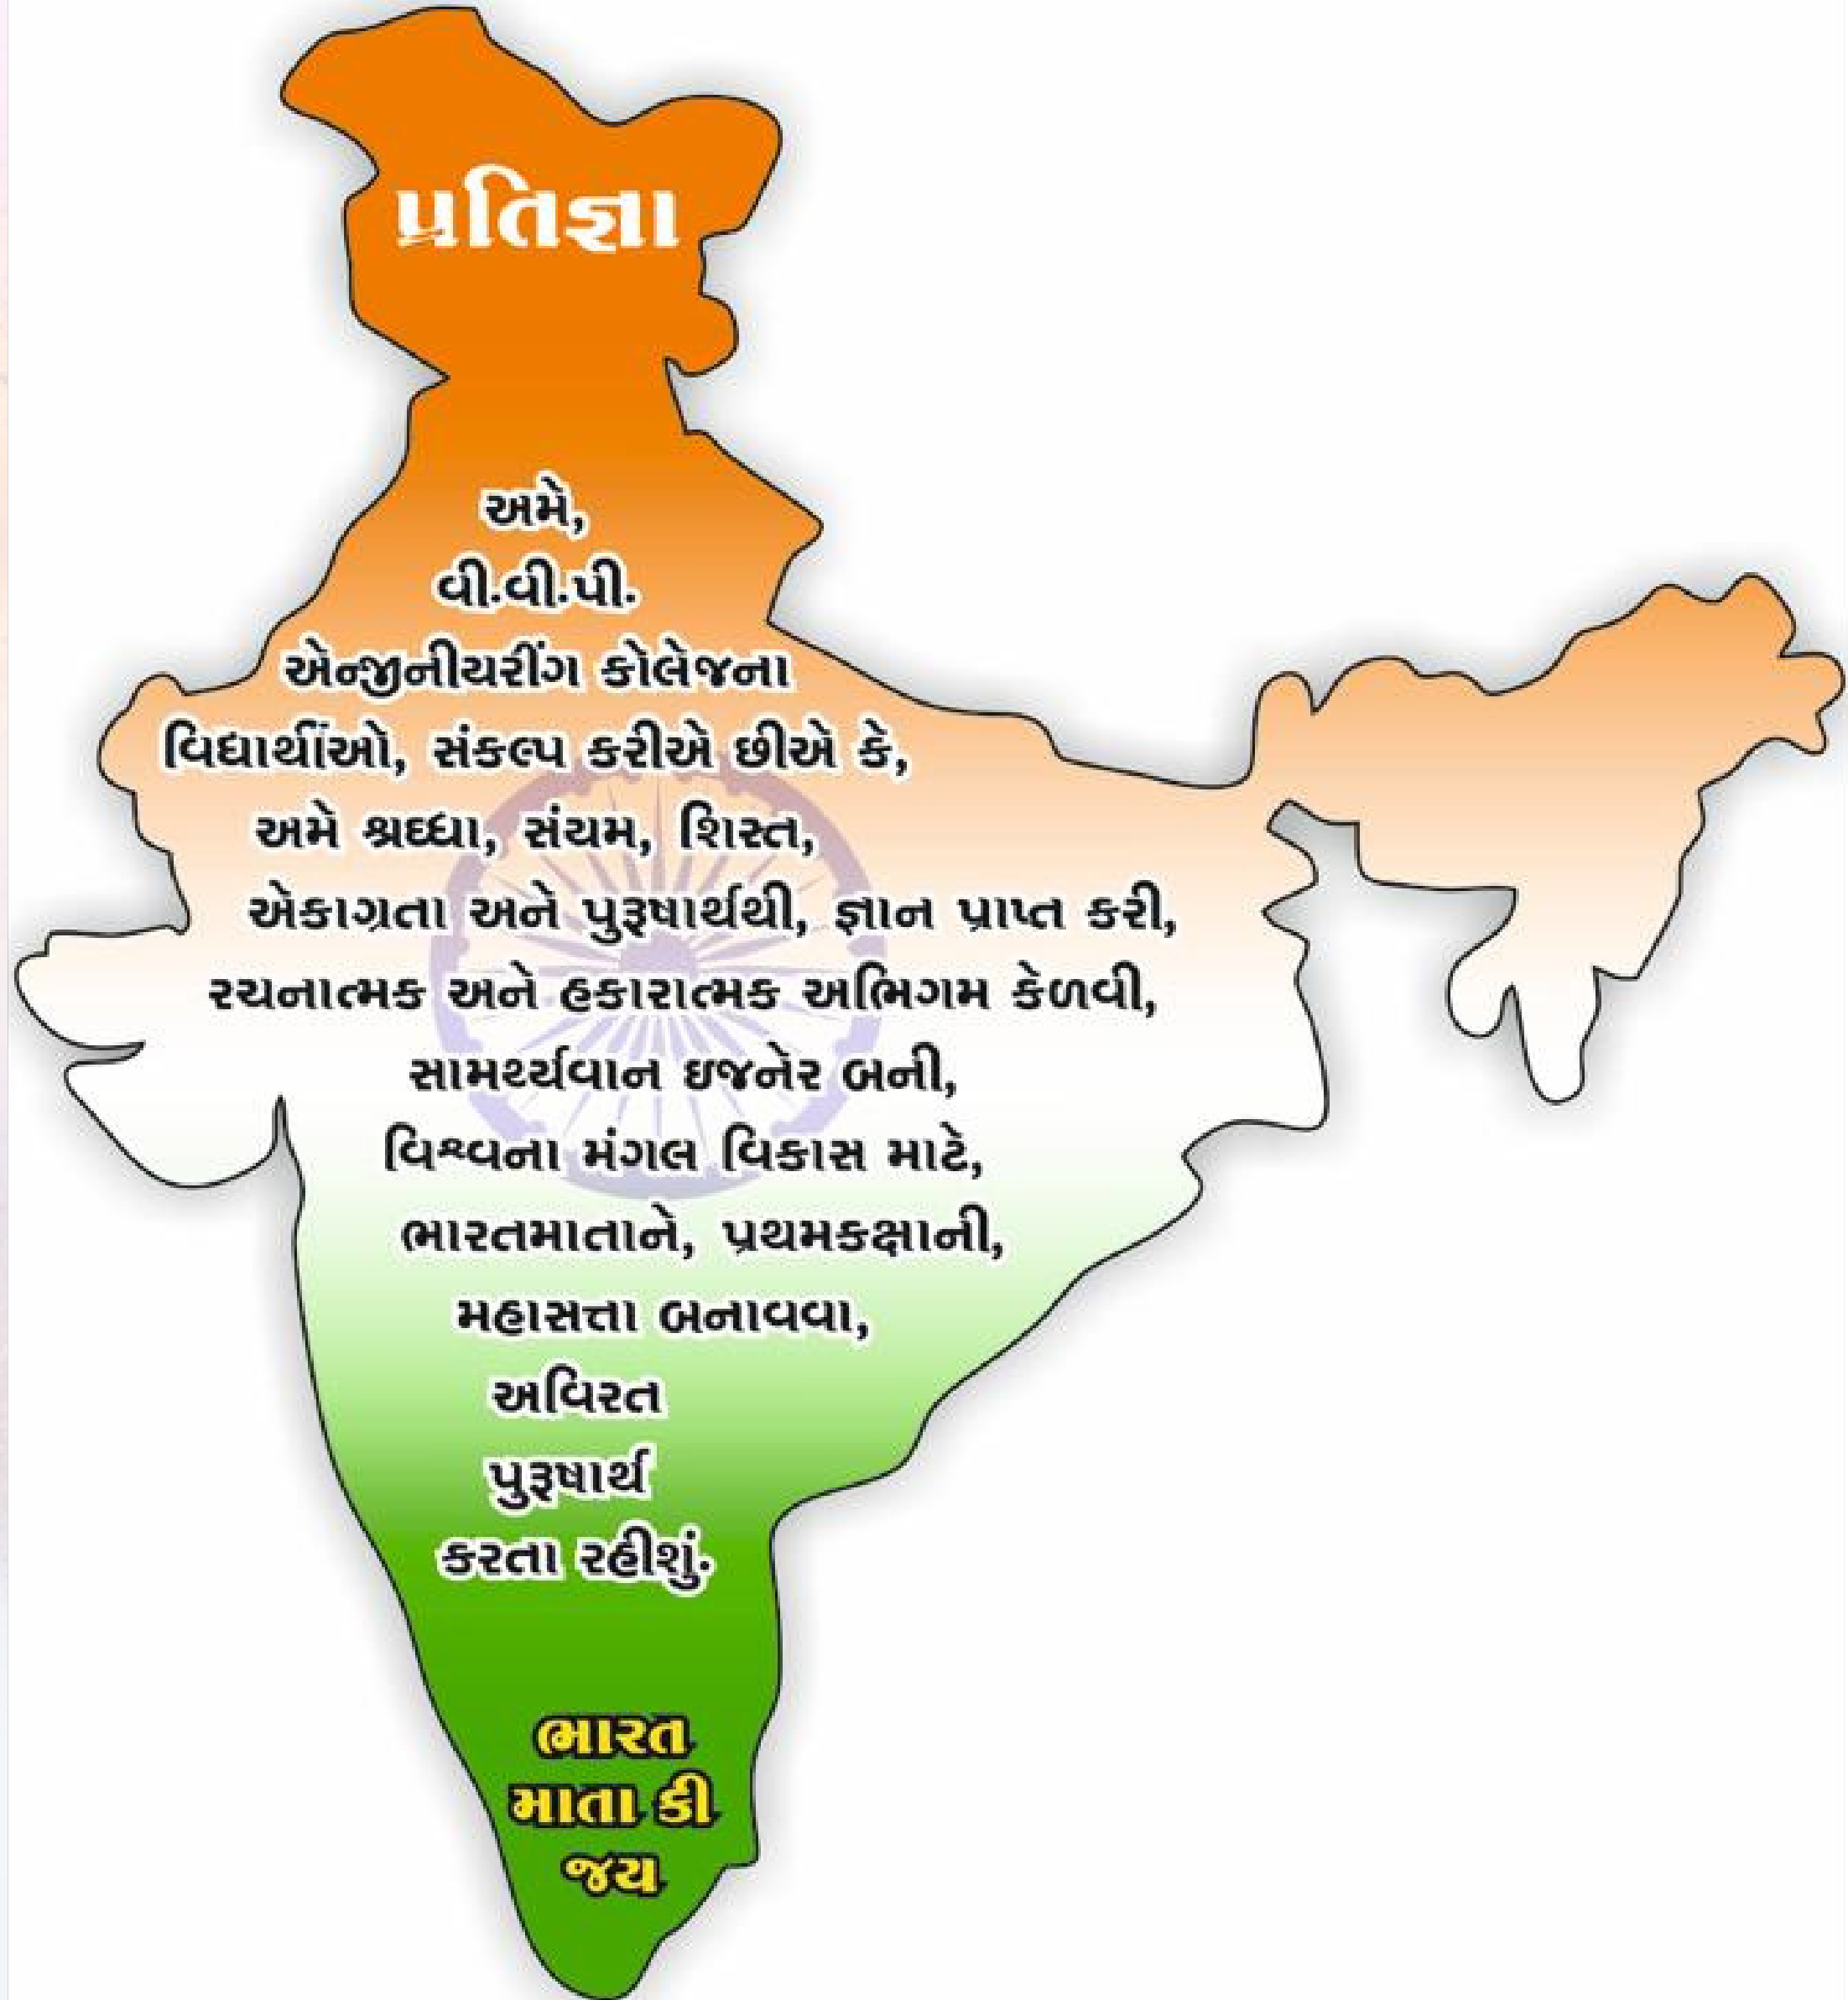 પ્રતિજ્ઞા
અમે,
વી.વી.પી.
એન્જીનીયરીંગ કોલેજના
વિદ્યાર્થીઓ, સંકલ્પ કરીએ છીએ કે,
અમે શ્રધ્ધા, સંયમ, શિસ્ત,
એકાગ્રતા અને પુરૂષાર્થથી, જ્ઞાન પ્રાપ્ત કરી,
રચનાત્મક અને હકારાત્મક અભિગમ કેળવી,
સામર્થ્યવાન ઇજનેર બની,
વિશ્વના મંગલ વિકાસ માટે,
ભારતમાતાને, પ્રથમકક્ષાની,
મહાસત્તા બનાવવા,
અવિરત
પુરૂષાર્થ
કરતા રહીશું.
ભારત
માતા કી
જય